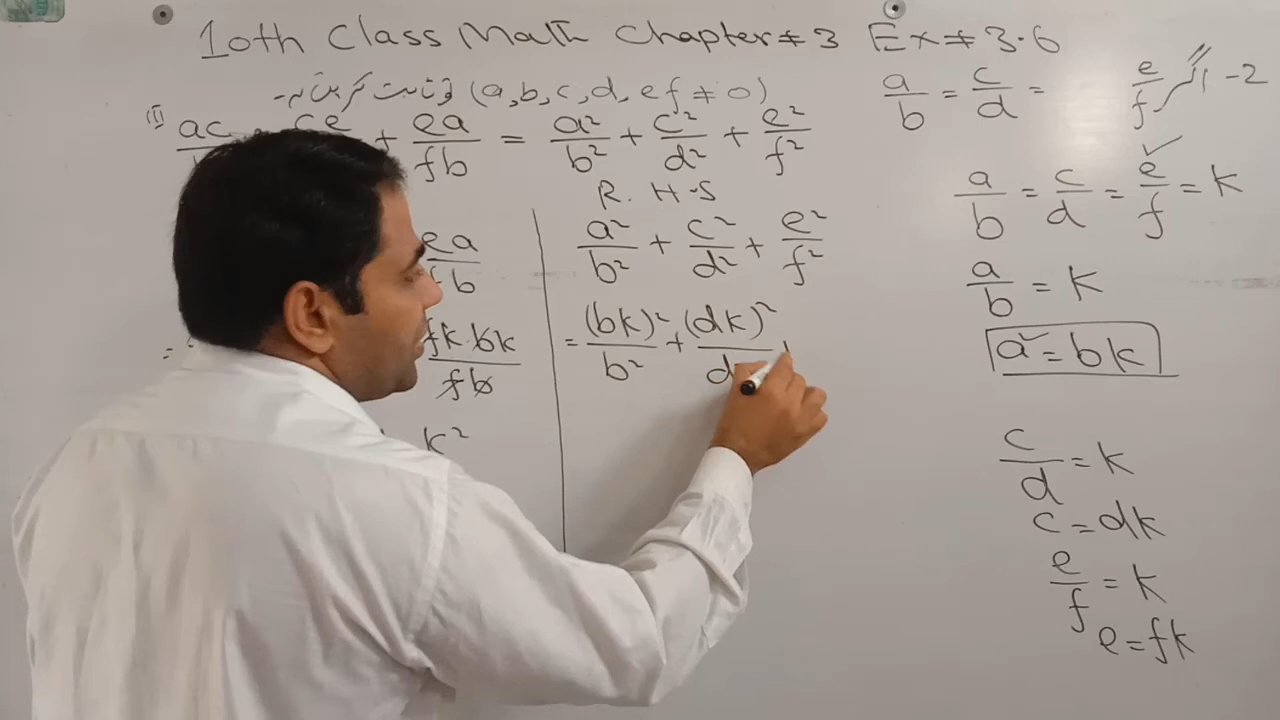 10th Class Math Chapter # 3 Ex # 3.6
(a, b, c, d, e f ≠ 0) تو ثابت کریں کہ -
(ii) ac + ce + ea/fb = a²/b² + c²/d² + e²/f²
ea/fb
= fk·bk/fb
k²
R.H.S
a²/b² + c²/d² + e²/f²
= (bk)²/b² + (dk)²/d +
2- اگر a/b = c/d = e/f
a/b = c/d = e/f = k
a/b = k
a = bk
c/d = k
c = dk
e/f = k
e = fk